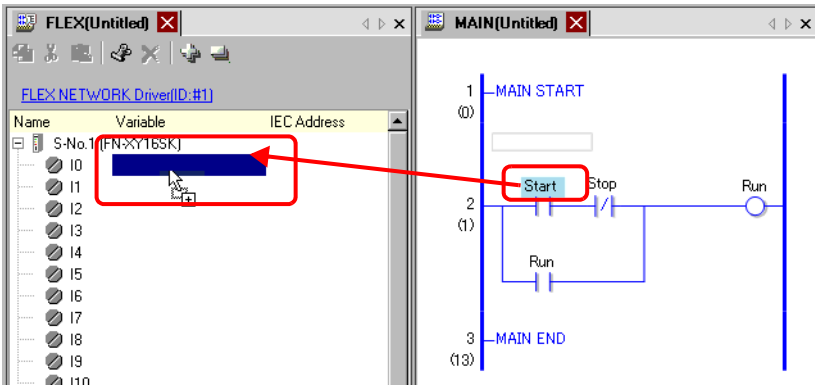 FLEX(Untitled)
FLEX NETWORK Driver(ID:#1)
Name Variable IEC Address
S-No.1 (FN-XY16SK)
I0
I1
I2
I3
I4
I5
I6
I7
I8
I9
I10
MAIN(Untitled)
1 MAIN START
(0)
Start Stop Run
2
(1)
Run
3 MAIN END
(13)